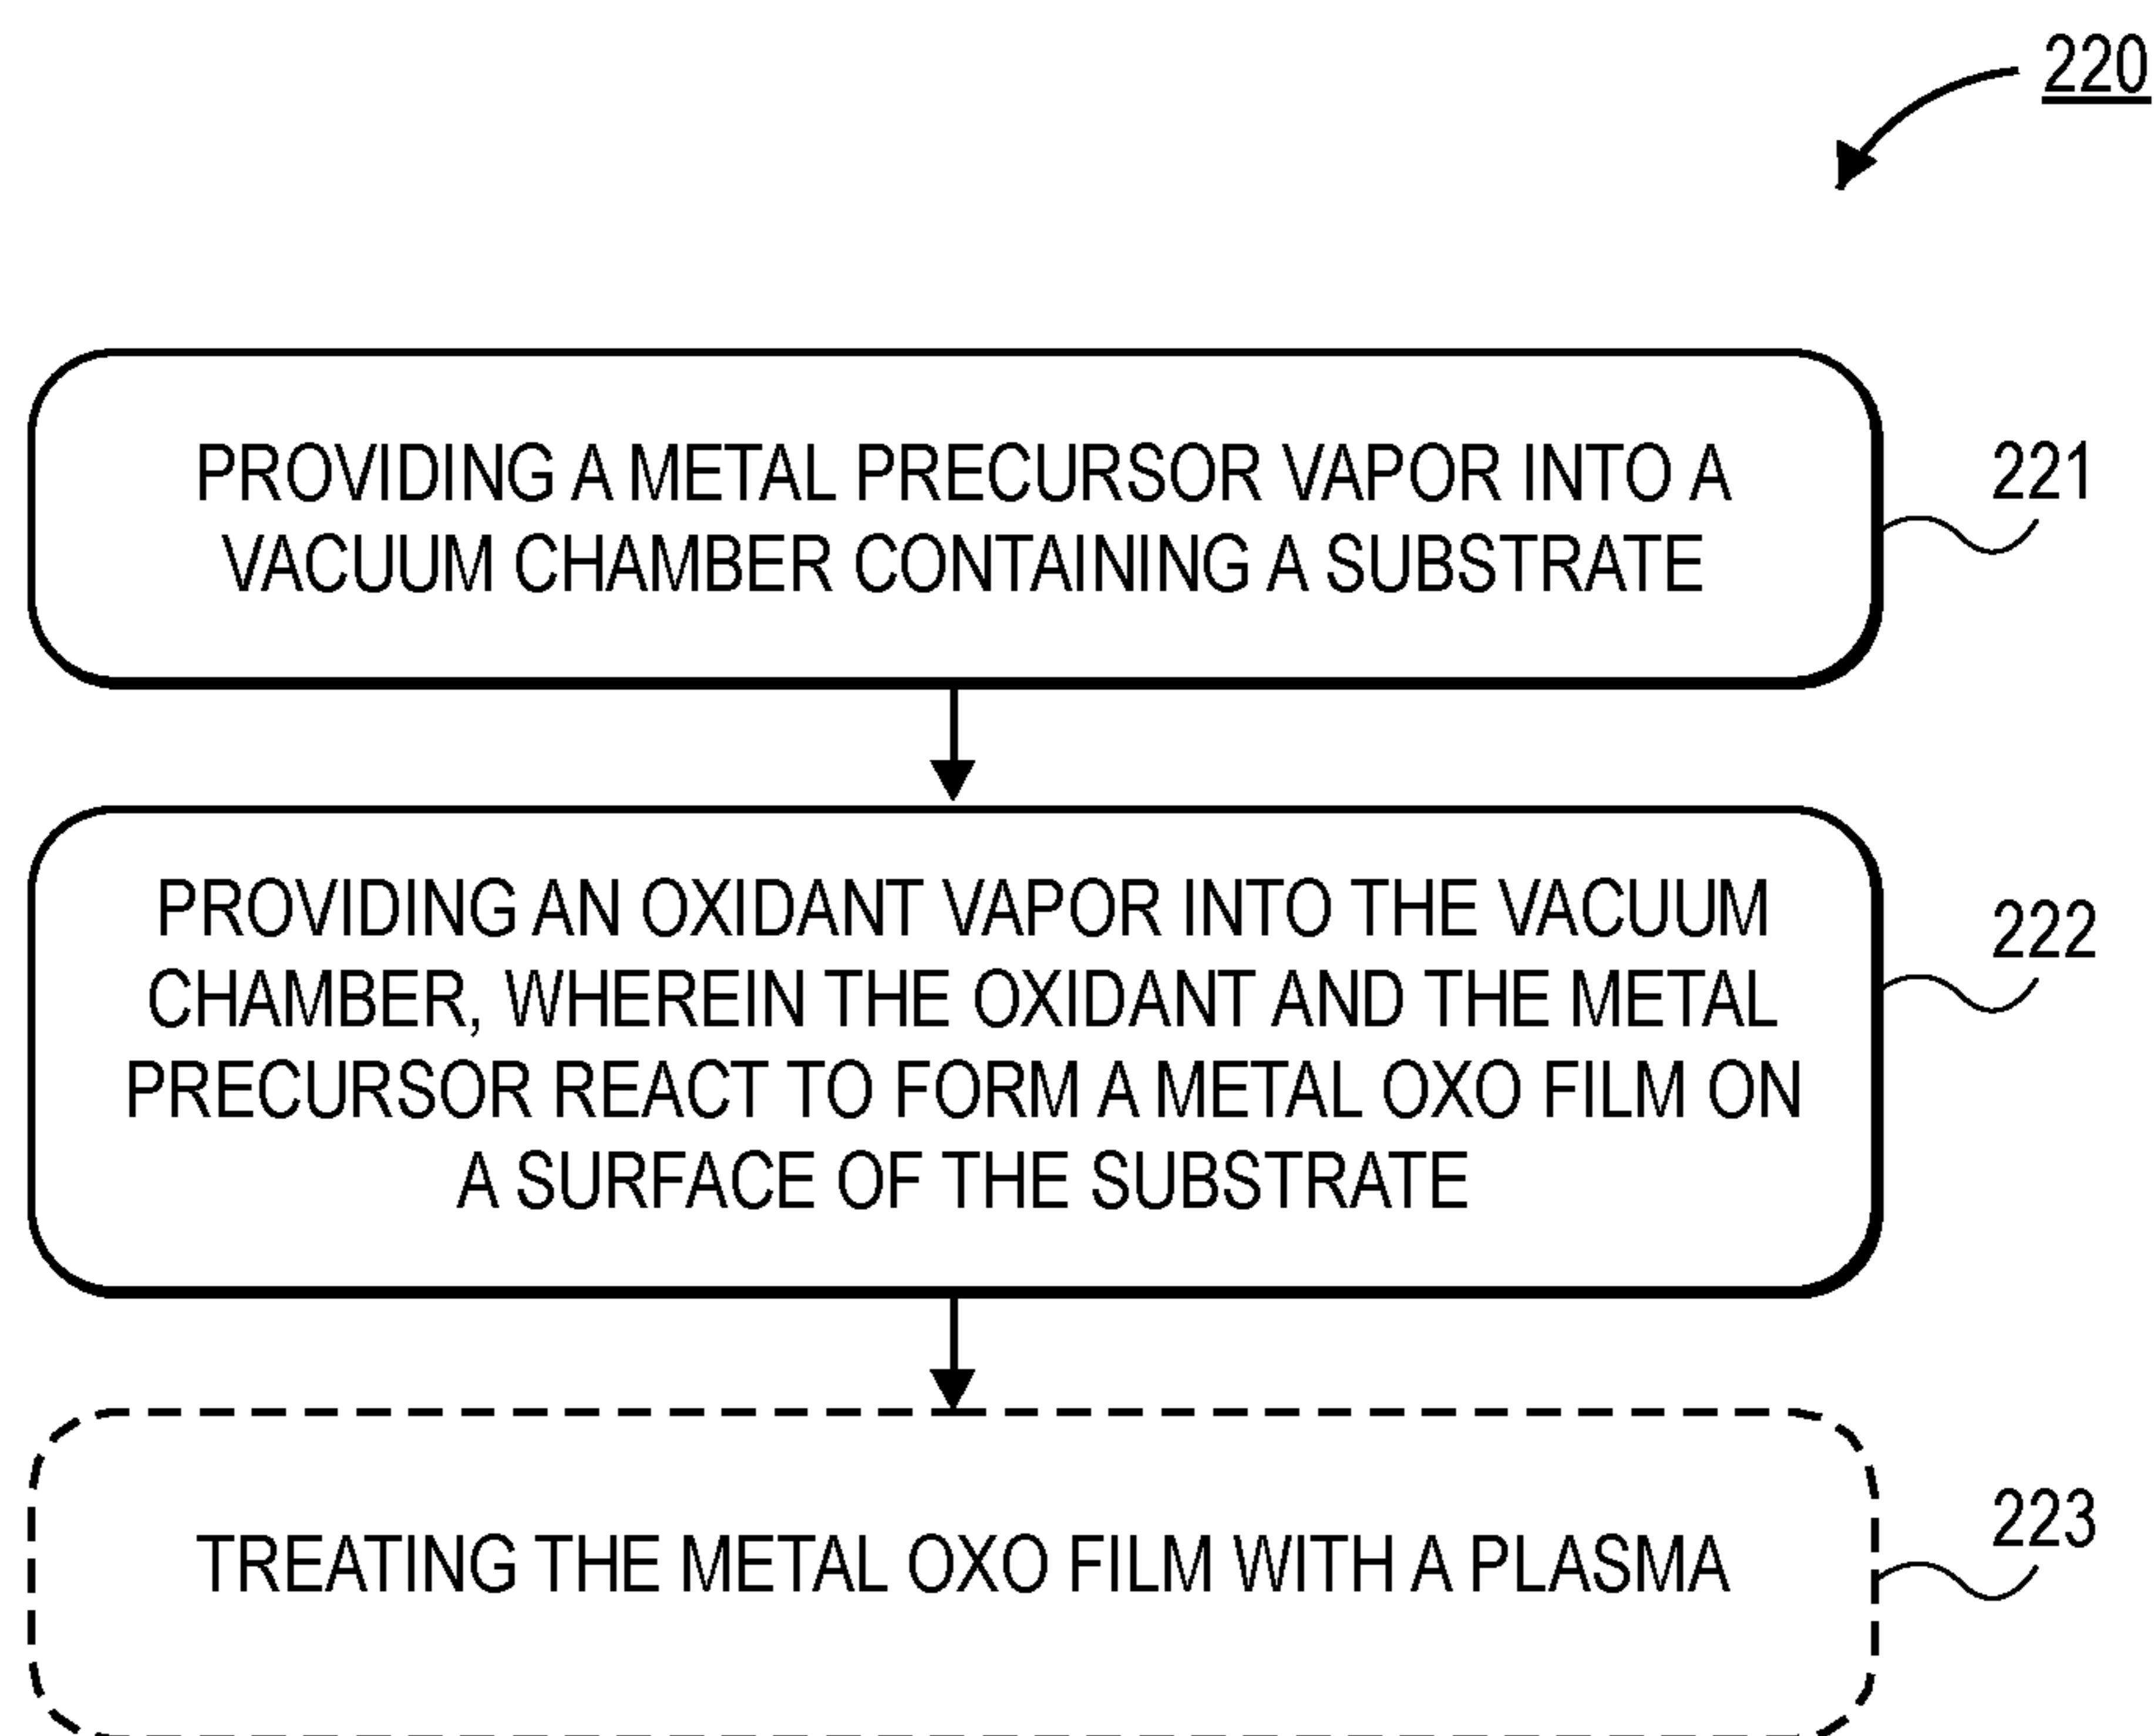 220
PROVIDING A METAL PRECURSOR VAPOR INTO A
VACUUM CHAMBER CONTAINING A SUBSTRATE
221
PROVIDING AN OXIDANT VAPOR INTO THE VACUUM
CHAMBER, WHEREIN THE OXIDANT AND THE METAL
PRECURSOR REACT TO FORM A METAL OXO FILM ON
A SURFACE OF THE SUBSTRATE
222
TREATING THE METAL OXO FILM WITH A PLASMA
223